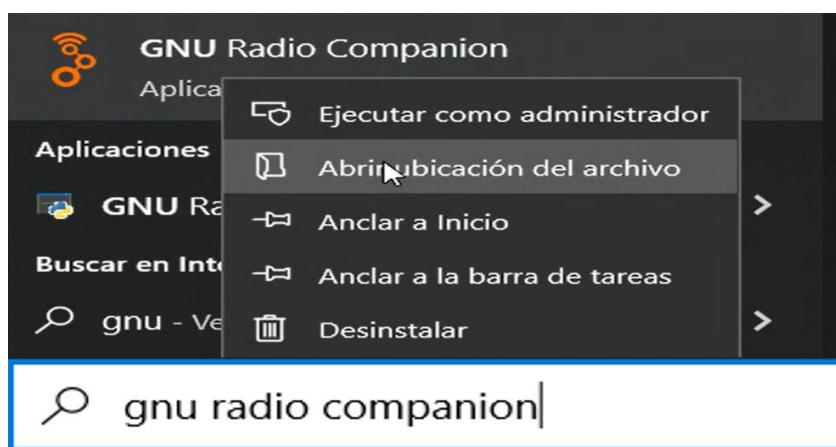 GNU Radio Companion
Aplica
Ejecutar como administrador
Aplicaciones
Abrir ubicación del archivo
GNU Ra
Anclar a Inicio
Buscar en Inte
Anclar a la barra de tareas
gnu - Ve
Desinstalar
gnu radio companion